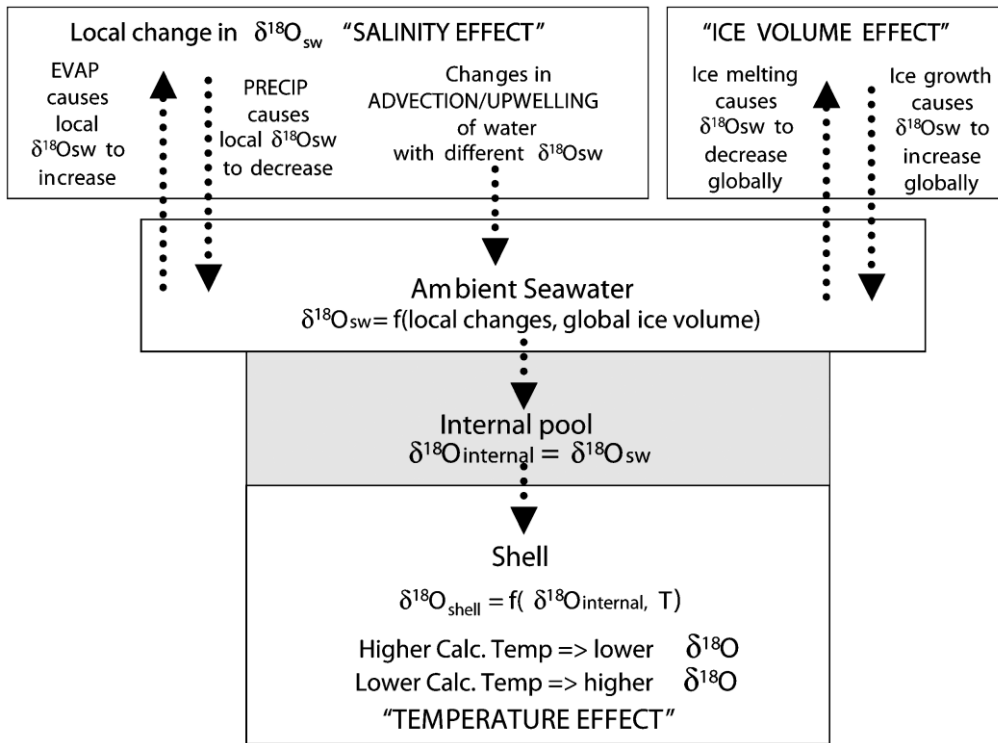 Local change in δ¹⁸Osw "SALINITY EFFECT"
EVAP
causes
local
δ¹⁸Osw to
increase
PRECIP
causes
local δ¹⁸Osw
to decrease
Changes in
ADVECTION/UPWELLING
of water
with different δ¹⁸Osw
"ICE VOLUME EFFECT"
Ice melting
causes
δ¹⁸Osw to
decrease
globally
Ice growth
causes
δ¹⁸Osw to
increase
globally
Ambient Seawater
δ¹⁸Osw= f(local changes, global ice volume)
Internal pool
δ¹⁸Ointernal = δ¹⁸Osw
Shell
δ¹⁸Oshell = f( δ¹⁸Ointernal, T)
Higher Calc. Temp => lower δ¹⁸O
Lower Calc. Temp => higher δ¹⁸O
"TEMPERATURE EFFECT"